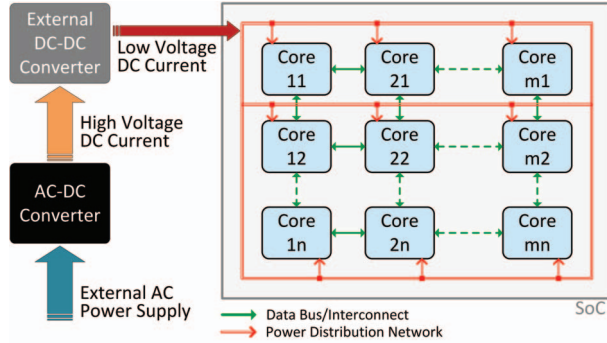 External
DC-DC
Converter
Low Voltage
DC Current
High Voltage
DC Current
AC-DC
Converter
External AC
Power Supply
Core
11
Core
21
Core
m1
Core
12
Core
22
Core
m2
Core
1n
Core
2n
Core
mn
SoC
Data Bus/Interconnect
Power Distribution Network